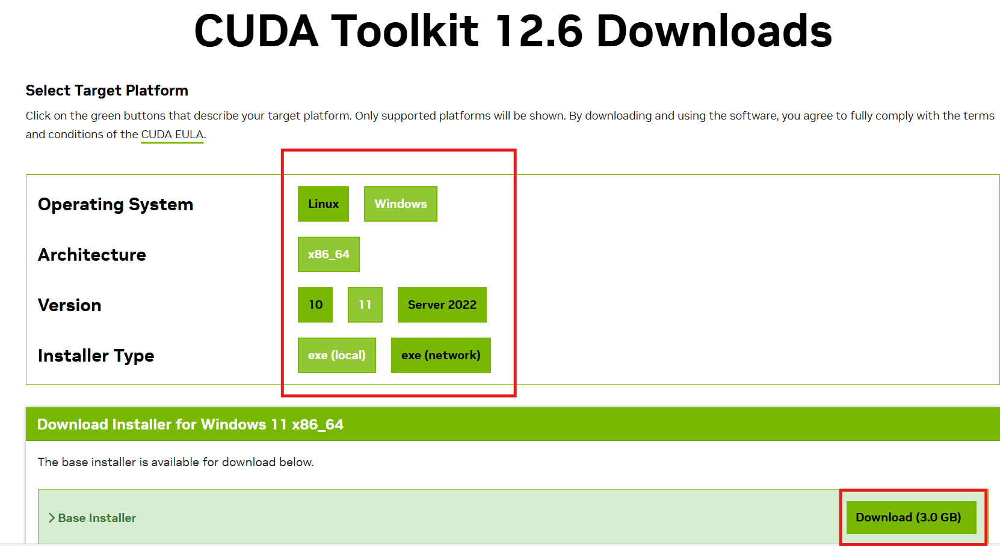 CUDA Toolkit 12.6 Downloads
Select Target Platform
Click on the green buttons that describe your target platform. Only supported platforms will be shown. By downloading and using the software, you agree to fully comply with the terms
and conditions of the CUDA EULA.
Operating System Linux Windows
Architecture x86_64
Version 10 11 Server 2022
Installer Type exe (local) exe (network)
Download Installer for Windows 11 x86_64
The base installer is available for download below.
Base Installer Download (3.0 GB)